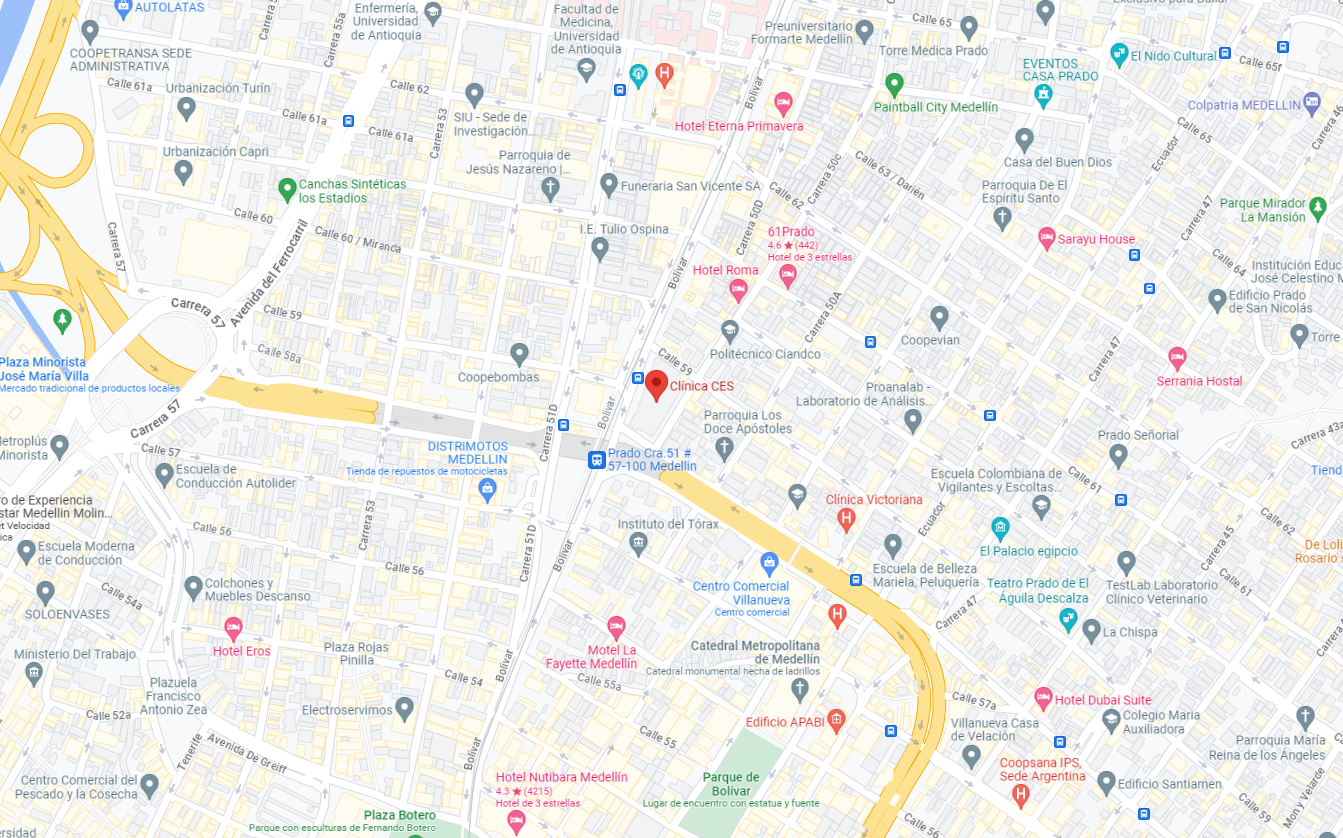 AUTOLATAS
COOPETRANSA SEDE
ADMINISTRATIVA
Calle 61a
Urbanización Turín
Urbanización Capri
Carrera 55a
Enfermería,
Universidad
de Antioquia
Facultad de
Medicina,
Universidad
de Antioquia
Preuniversitario
Formarte Medellín
Calle 65
Torre Medica Prado
El Nido Cultural
Calle 65f
EVENTOS
CASA PRADO
Colpatria MEDELLIN
Carrera 46
Calle 62
Calle 61a
Calle 61a
Carrera 53
SIU - Sede de
Investigación...
Bolívar
Hotel Eterna Primavera
Paintball City Medellín
Calle 65
Ecuador
Casa del Buen Dios
Parroquia de
Jesús Nazareno |...
Funeraria San Vicente SA
Canchas Sintéticas
los Estadios
Calle 60
Calle 60 / Miranda
I.E. Tulio Ospina
Calle 62
Carrera 50c
Calle 63 / Darién
Parroquia De El
Espíritu Santo
Carrera 47
Parque Mirador
La Mansión
Carrera 50D
61Prado
4.6 ★ (442)
Hotel de 3 estrellas
Sarayu House
Calle 64
Institución Educ
José Celestino M
Carrera 57
Avenida del Ferrocarril
Bolívar
Hotel Roma
Edificio Prado
de San Nicolás
Carrera 57
Calle 59
Carrera 50A
Coopevian
Torre
Calle 58a
Coopebombas
Politécnico Ciandco
Calle 59
Carrera 47
Serrania Hostal
Plaza Minorista
José María Villa
Mercado tradicional de productos locales
Clínica CES
Proanalab -
Laboratorio de Análisis...
Carrera 57
Carrera 51D
Bolívar
Parroquia Los
Doce Apóstoles
Prado Señorial
Carrera 43a
etroplús
Minorista
Calle 57
DISTRIMOTOS
MEDELLIN
Tienda de repuestos de motocicletas
Prado Cra.51 #
57-100 Medellin
Escuela de
Conducción Autolider
Escuela Colombiana de
Vigilantes y Escoltas...
Calle 61
Tiend
ro de Experiencia
star Medellin Molin...
t Velocidad
ica
Carrera 53
Clínica Victoriana
Ecuador
Calle 62
Calle 56
Carrera 51D
Instituto del Tórax
El Palacio egipcio
Carrera 45
De Loli
Rosario s
Escuela Moderna
de Conducción
Bolívar
Calle 56
Escuela de Belleza
Mariela, Peluquería
Colchones y
Muebles Descanso
Centro Comercial
Villanueva
Centro comercial
Teatro Prado de El
Águila Descalza
TestLab Laboratorio
Clínico Veterinario
Calle 61
SOLOENVASES
Calle 54a
Carrera 47
La Chispa
Hotel Eros
Plaza Rojas
Pinilla
Motel La
Fayette Medellín
Catedral Metropolitana
de Medellín
Catedral monumental hecha de ladrillos
Ministerio Del Trabajo
Bolívar
Calle 54
Calle 55a
Plazuela
Francisco
Antonio Zea
Electroservimos
Calle 57a
Hotel Dubai Suite
Calle 52a
Edificio APABI
Villanueva Casa
de Velación
Colegio Maria
Auxiliadora
Parroquia María
Reina de los Ángeles
Tenerife
Avenida De Greiff
Bolívar
Calle 55
Coopsana IPS,
Sede Argentina
Edificio Santiamen
Centro Comercial del
Pescado y la Cosecha
Hotel Nutibara Medellín
4.3 ★ (4215)
Hotel de 3 estrellas
Parque de
Bolívar
Lugar de encuentro con estatua y fuente
Mon y Velarde
Plaza Botero
Parque con esculturas de Fernando Botero
Calle 56